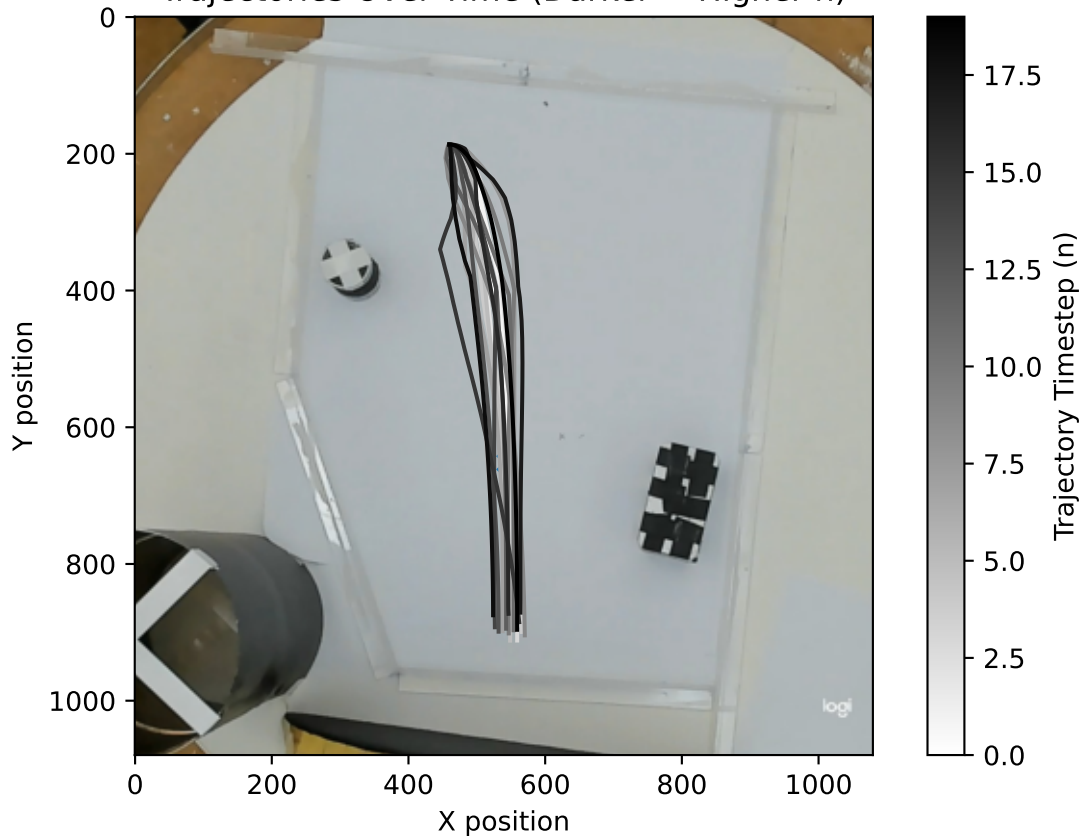 Trajectories Over Time (Darker = Higher n)
0
200
400
600
800
1000
Y position
0 200 400 600 800 1000
X position
logi
17.5
15.0
12.5
10.0
7.5
5.0
2.5
0.0
Trajectory Timestep (n)